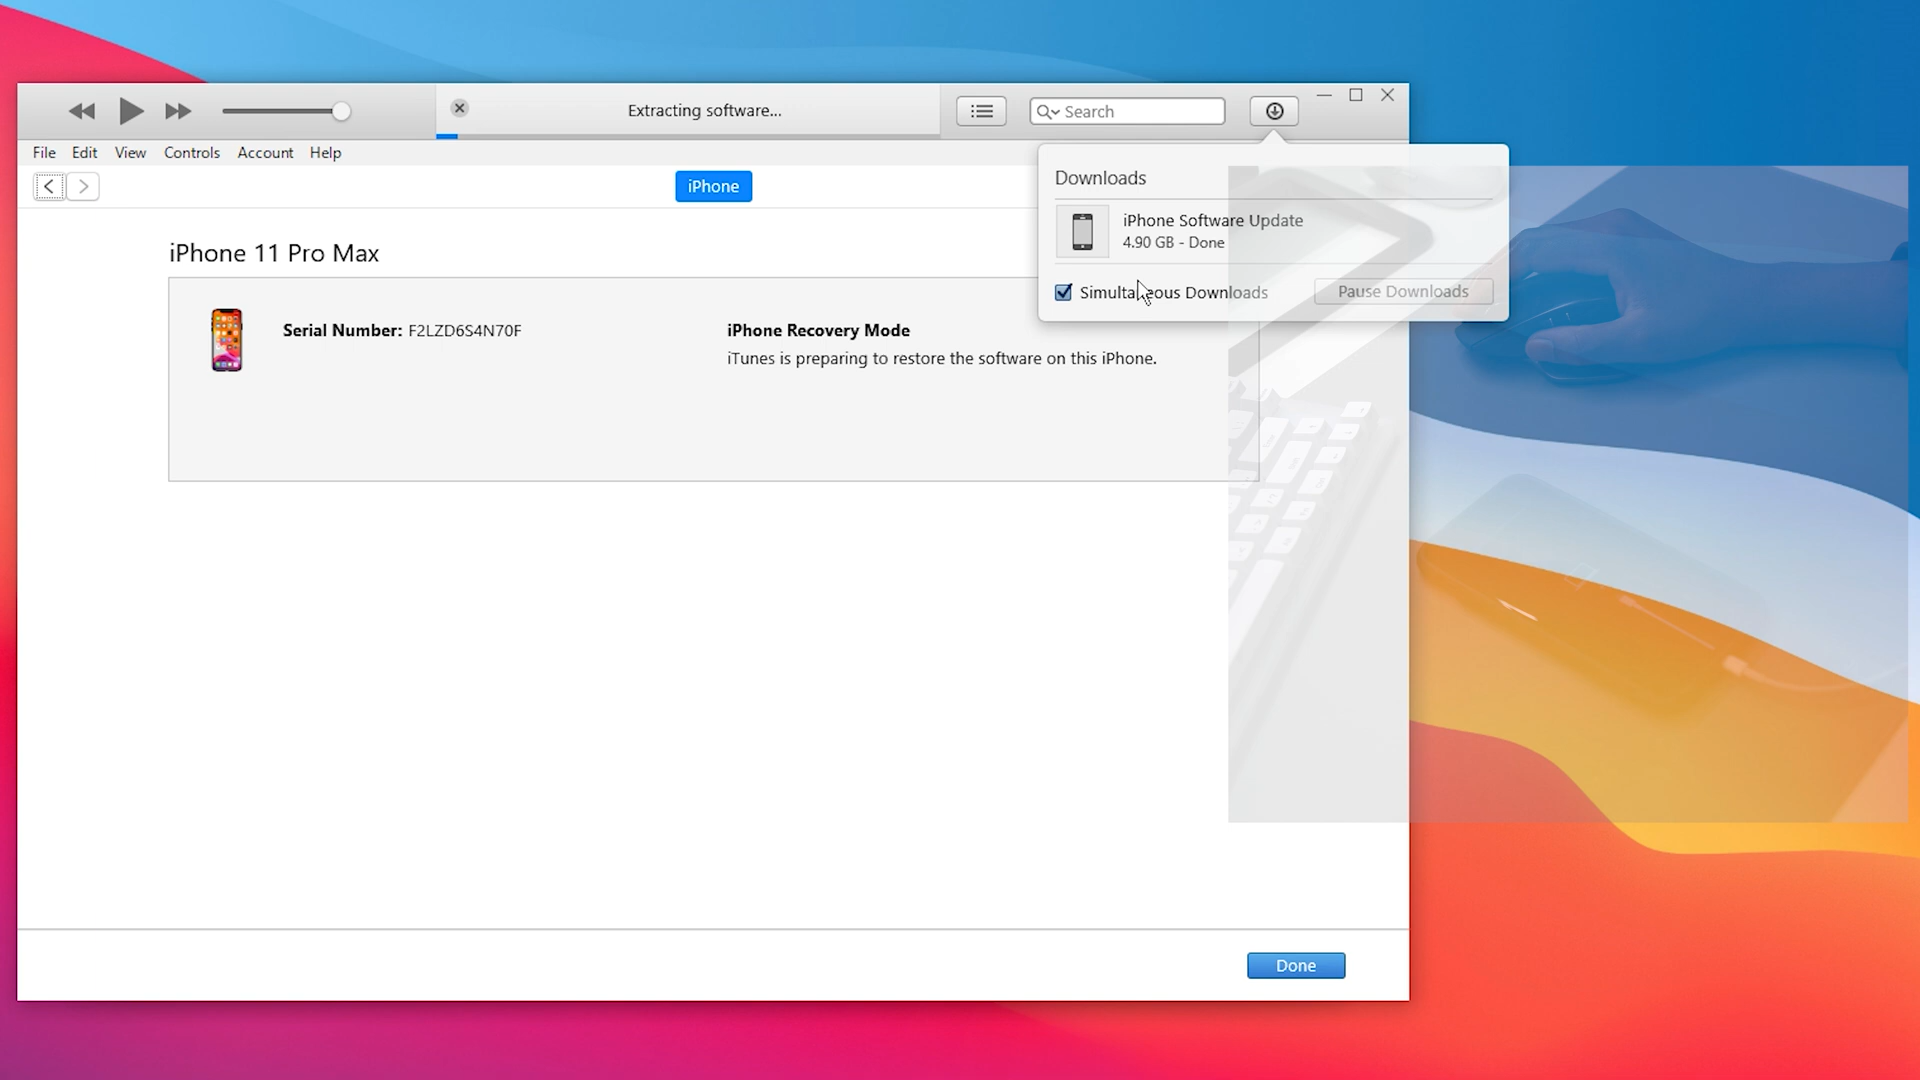 Extracting software...
Search
File Edit View Controls Account Help
iPhone
Downloads
iPhone Software Update
4.90 GB - Done
Simultaneous Downloads
Pause Downloads
iPhone 11 Pro Max
Serial Number: F2LZD6S4N70F
iPhone Recovery Mode
iTunes is preparing to restore the software on this iPhone.
Done